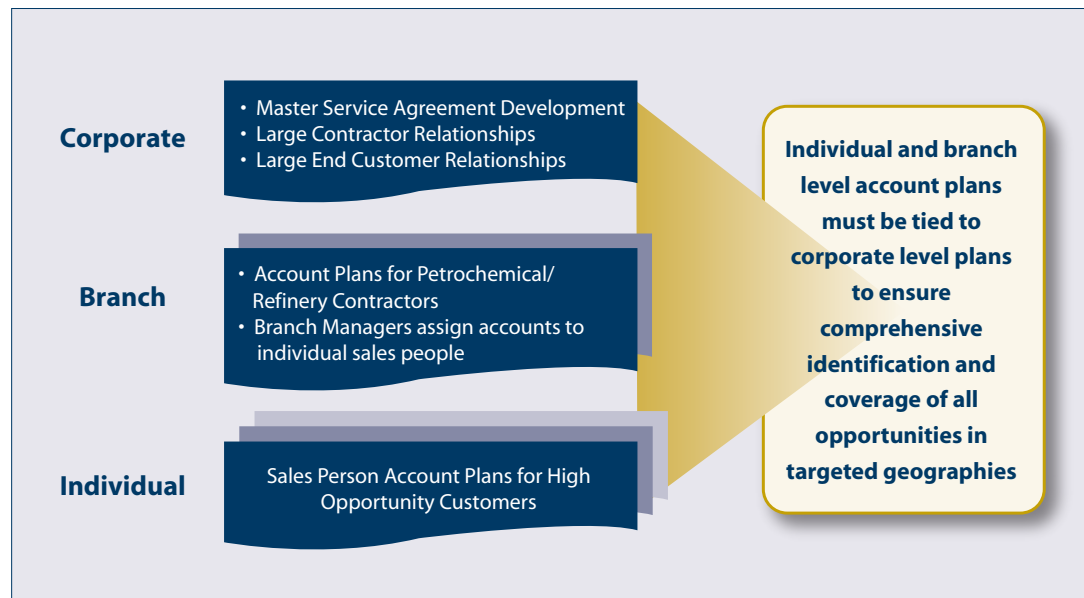 Corporate
• Master Service Agreement Development
• Large Contractor Relationships
• Large End Customer Relationships
Branch
• Account Plans for Petrochemical/
Refinery Contractors
• Branch Managers assign accounts to
individual sales people
Individual
Sales Person Account Plans for High
Opportunity Customers
Individual and branch
level account plans
must be tied to
corporate level plans
to ensure
comprehensive
identification and
coverage of all
opportunities in
targeted geographies